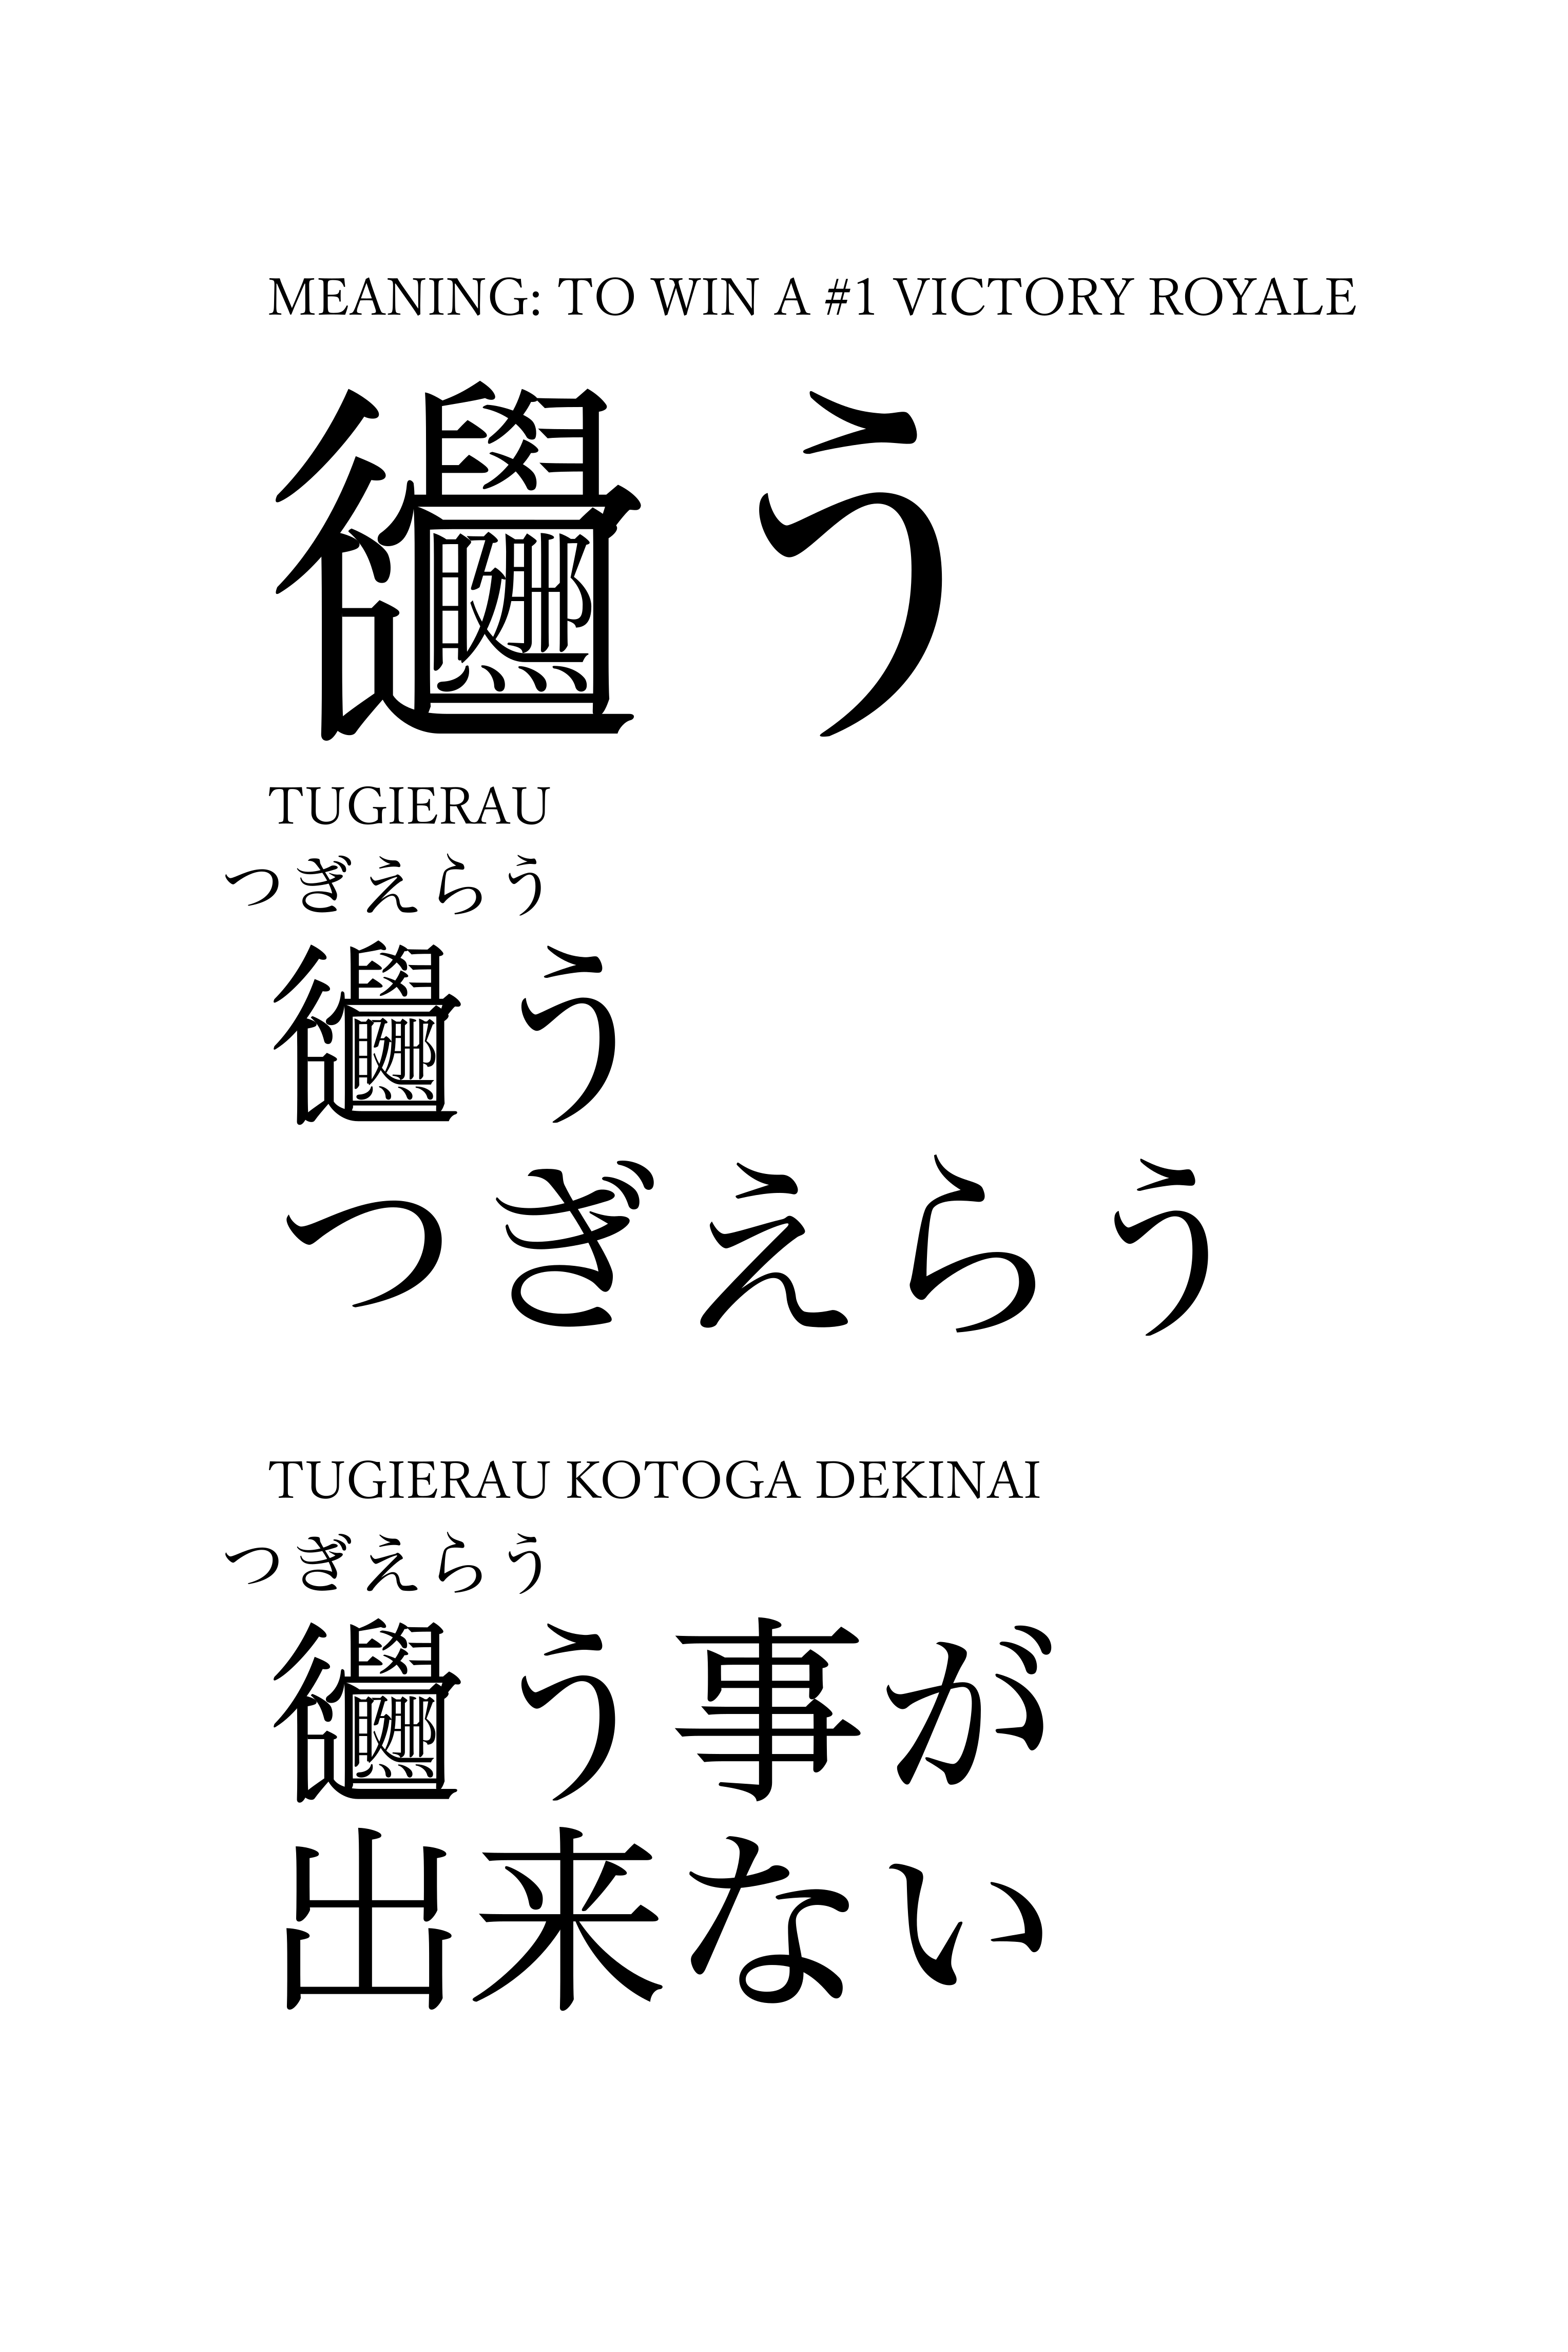 MEANING: TO WIN A #1 VICTORY ROYALE
う
TUGIERAU
つぎえらう
う
つぎえらう
TUGIERAU KOTOGA DEKINAI
つぎえらう
う事が
出来ない